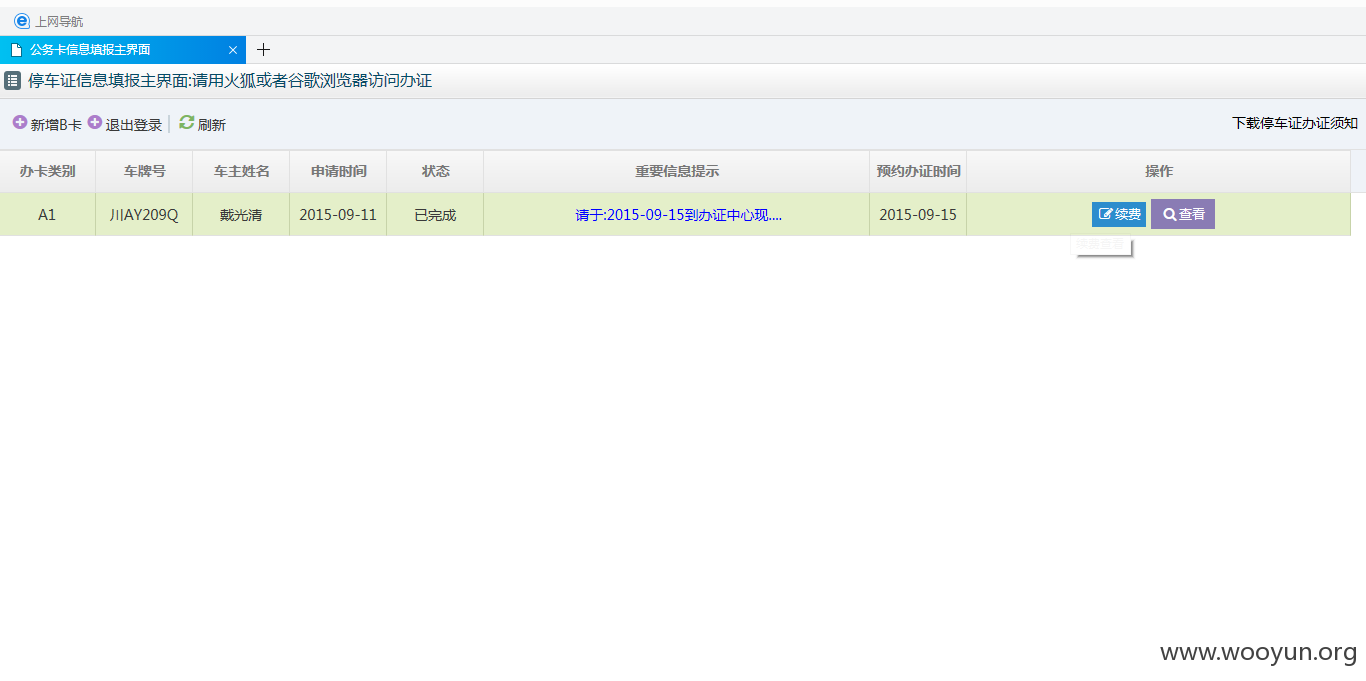 上网导航
公务卡信息填报主界面
停车证信息填报主界面:请用火狐或者谷歌浏览器访问办证
新增B卡 退出登录 刷新 下载停车证办证须知
办卡类别 车牌号 车主姓名 申请时间 状态 重要信息提示 预约办证时间 操作
A1 川AY209Q 戴光清 2015-09-11 已完成 请于:2015-09-15到办证中心现.... 2015-09-15 续费 查看
www.wooyun.org